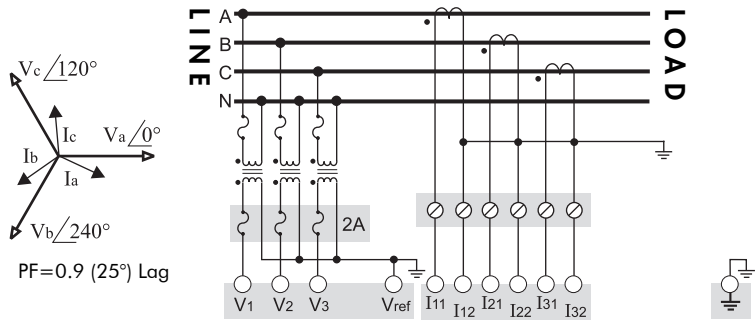 LINE
A
B
C
N
LOAD
Vc∠120°
Ic
Va∠0°
Ib
Ia
Vb∠240°
PF=0.9 (25°) Lag
2A
V1
V2
V3
Vref
I11
I12
I21
I22
I31
I32